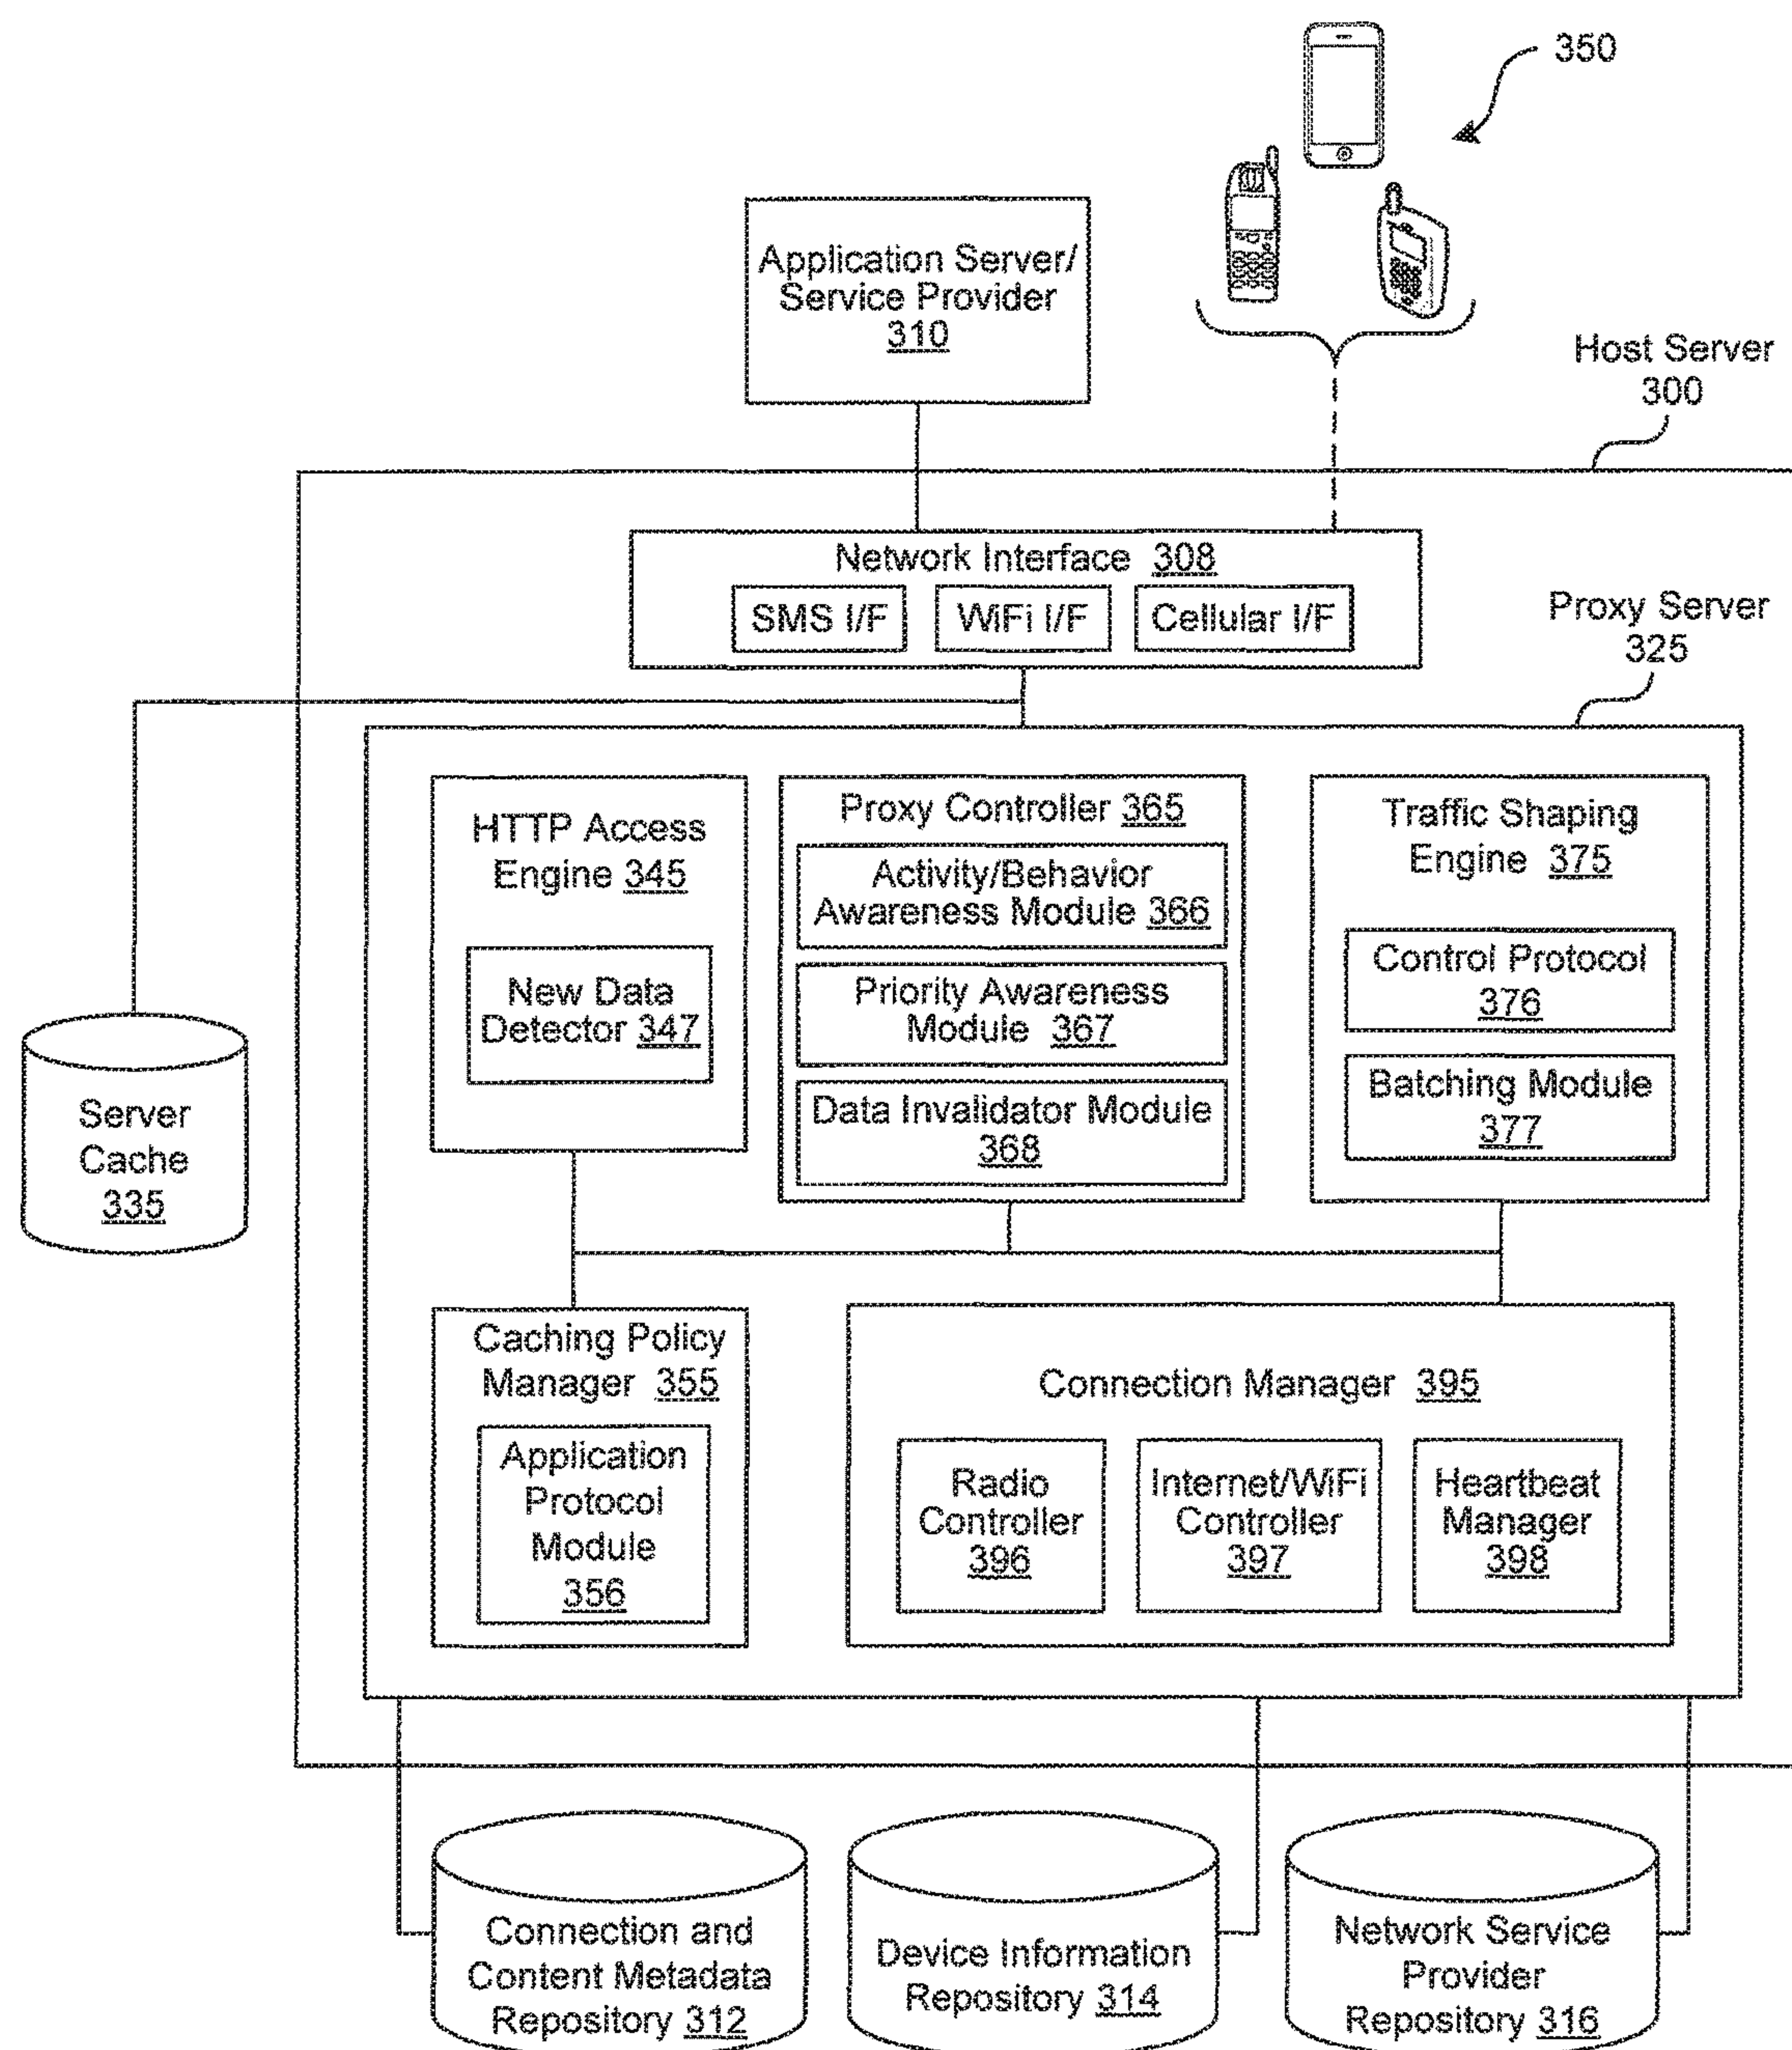 350
Application Server/
Service Provider
310
Host Server
300
Network Interface 308
SMS I/F
WiFi I/F
Cellular I/F
Proxy Server
325
HTTP Access
Engine 345
New Data
Detector 347
Proxy Controller 365
Activity/Behavior
Awareness Module 366
Priority Awareness
Module 367
Data Invalidator Module
368
Traffic Shaping
Engine 375
Control Protocol
376
Batching Module
377
Server
Cache
335
Caching Policy
Manager 355
Application
Protocol
Module
356
Connection Manager 395
Radio
Controller
396
Internet/WiFi
Controller
397
Heartbeat
Manager
398
Connection and
Content Metadata
Repository 312
Device Information
Repository 314
Network Service
Provider
Repository 316